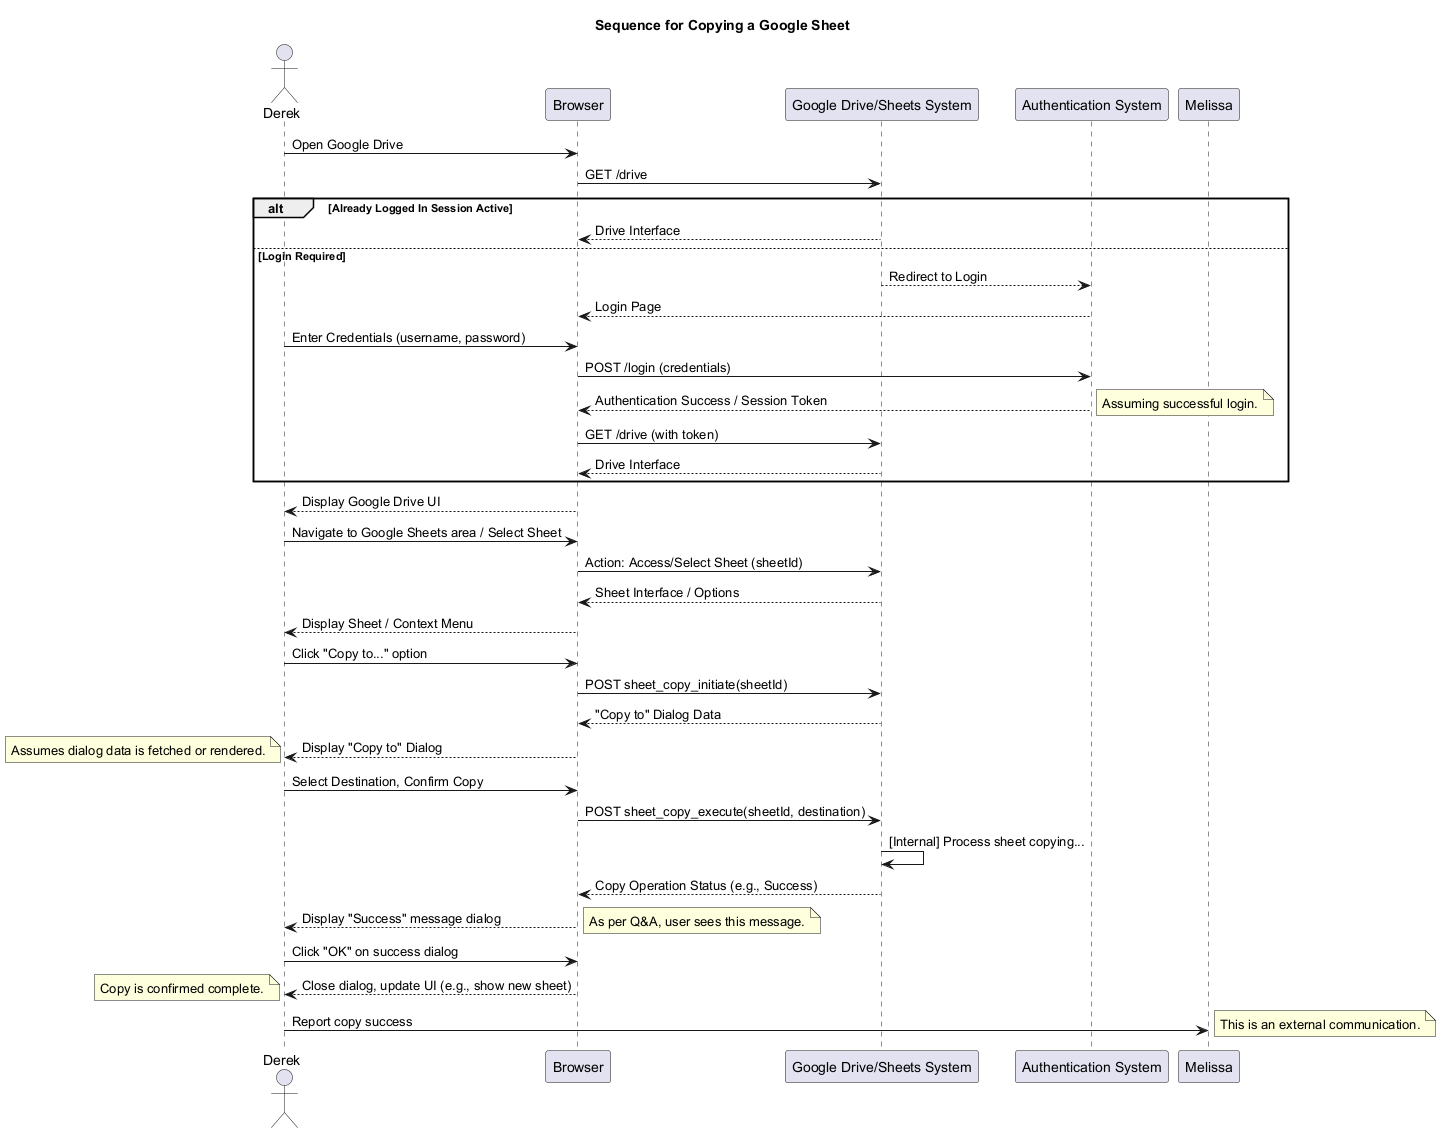 Sequence for Copying a Google Sheet
Derek
Browser
Google Drive/Sheets System
Authentication System
Melissa
Open Google Drive
GET /drive
alt
[Already Logged In Session Active]
Drive Interface
[Login Required]
Redirect to Login
Login Page
Enter Credentials (username, password)
POST /login (credentials)
Authentication Success / Session Token
Assuming successful login.
GET /drive (with token)
Drive Interface
Display Google Drive UI
Navigate to Google Sheets area / Select Sheet
Action: Access/Select Sheet (sheetId)
Sheet Interface / Options
Display Sheet / Context Menu
Click "Copy to..." option
POST sheet_copy_initiate(sheetId)
"Copy to" Dialog Data
Assumes dialog data is fetched or rendered.
Display "Copy to" Dialog
Select Destination, Confirm Copy
POST sheet_copy_execute(sheetId, destination)
[Internal] Process sheet copying...
Copy Operation Status (e.g., Success)
Display "Success" message dialog
As per Q&A, user sees this message.
Click "OK" on success dialog
Copy is confirmed complete.
Close dialog, update UI (e.g., show new sheet)
Report copy success
This is an external communication.
Derek
Browser
Google Drive/Sheets System
Authentication System
Melissa